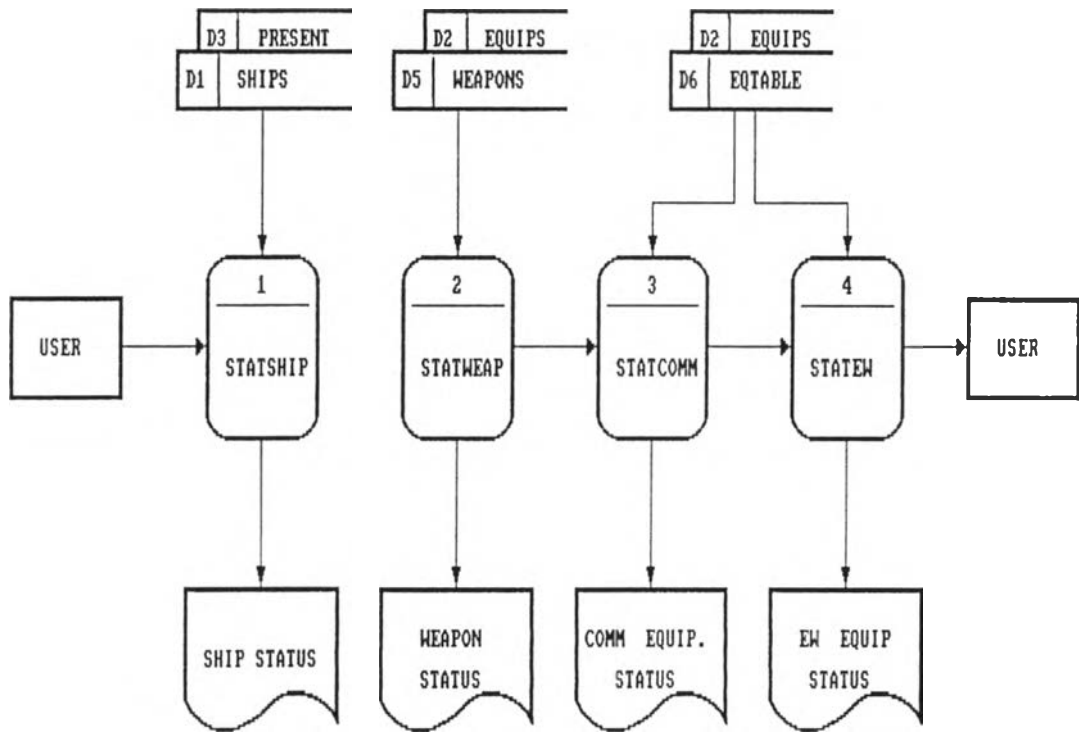 D3 PRESENT
D1 SHIPS
D2 EQUIPS
D5 WEAPONS
D2 EQUIPS
D6 EQTABLE
USER
1
STATSHIP
2
STATWEAP
3
STATCOMM
4
STATEW
USER
SHIP STATUS
WEAPON
STATUS
COMM EQUIP.
STATUS
EW EQUIP
STATUS